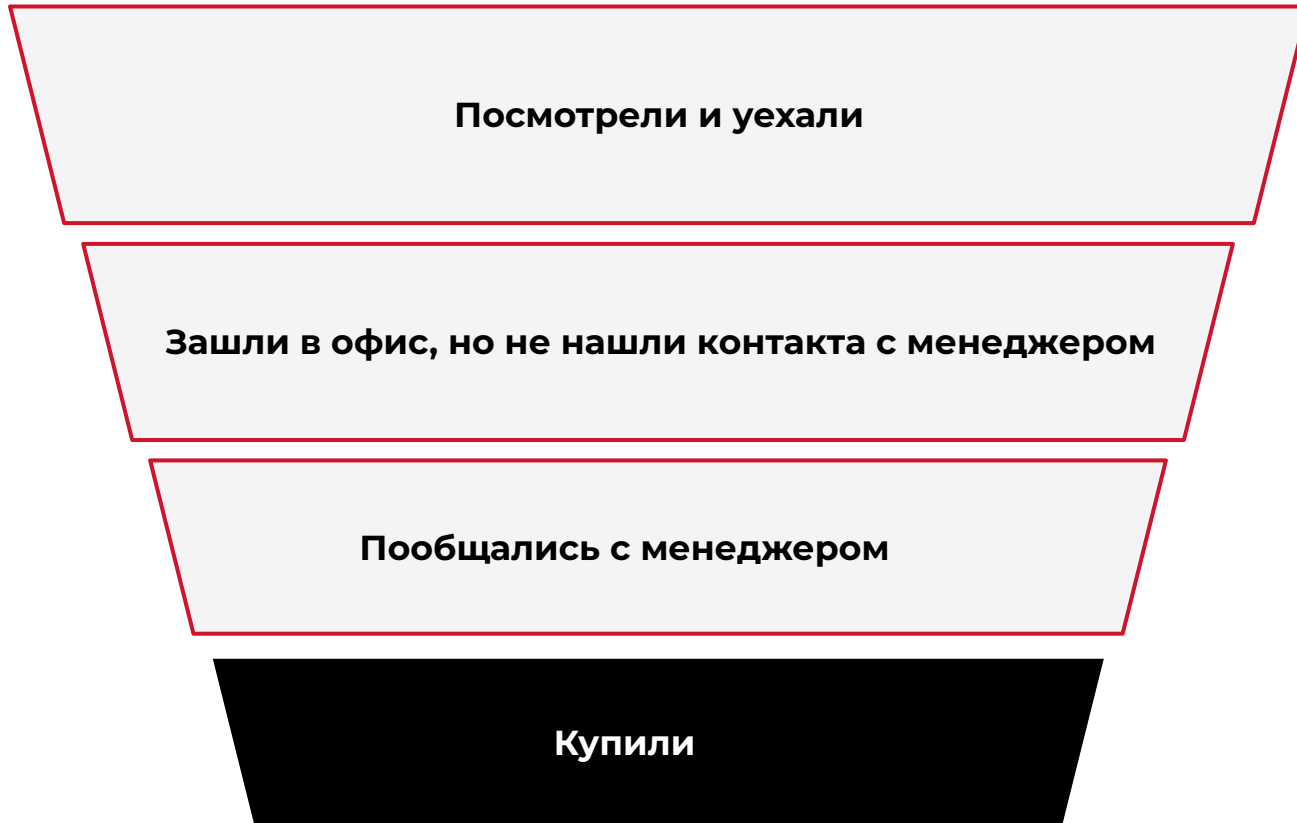 Посмотрели и уехали
Зашли в офис, но не нашли контакта с менеджером
Пообщались с менеджером
Купили